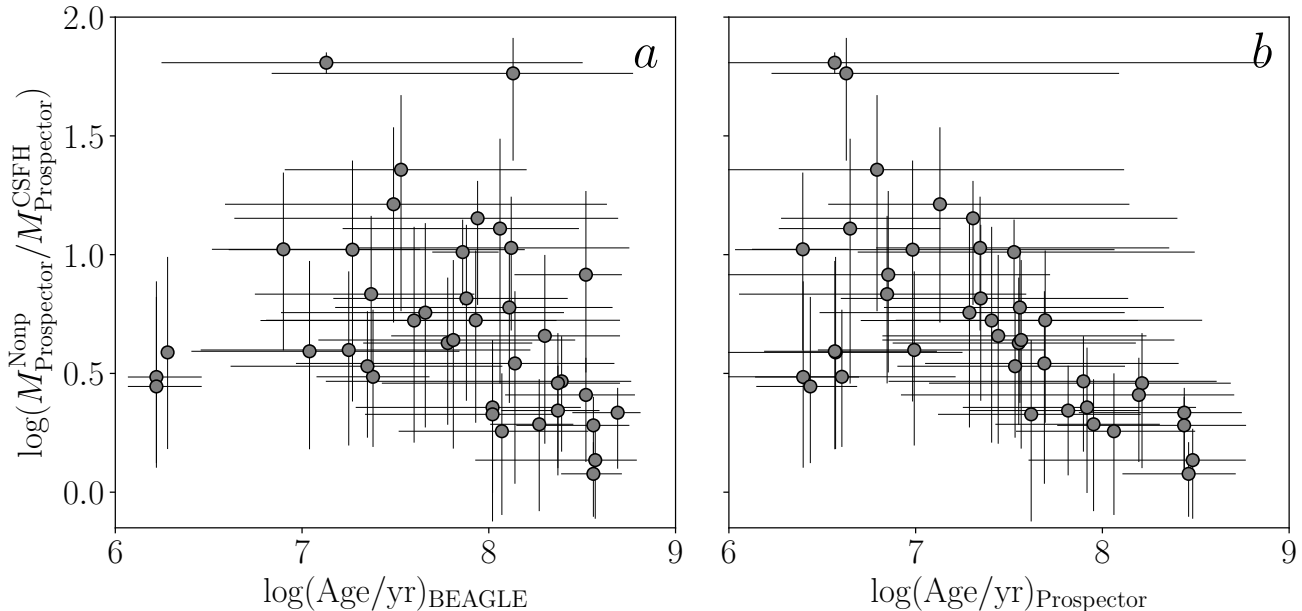 2.0
1.5
1.0
0.5
0.0
log(M^Nonp_Prospector/M^CSFH_Prospector)
a
b
6 7 8 9
6 7 8 9
log(Age/yr)_BEAGLE
log(Age/yr)_Prospector